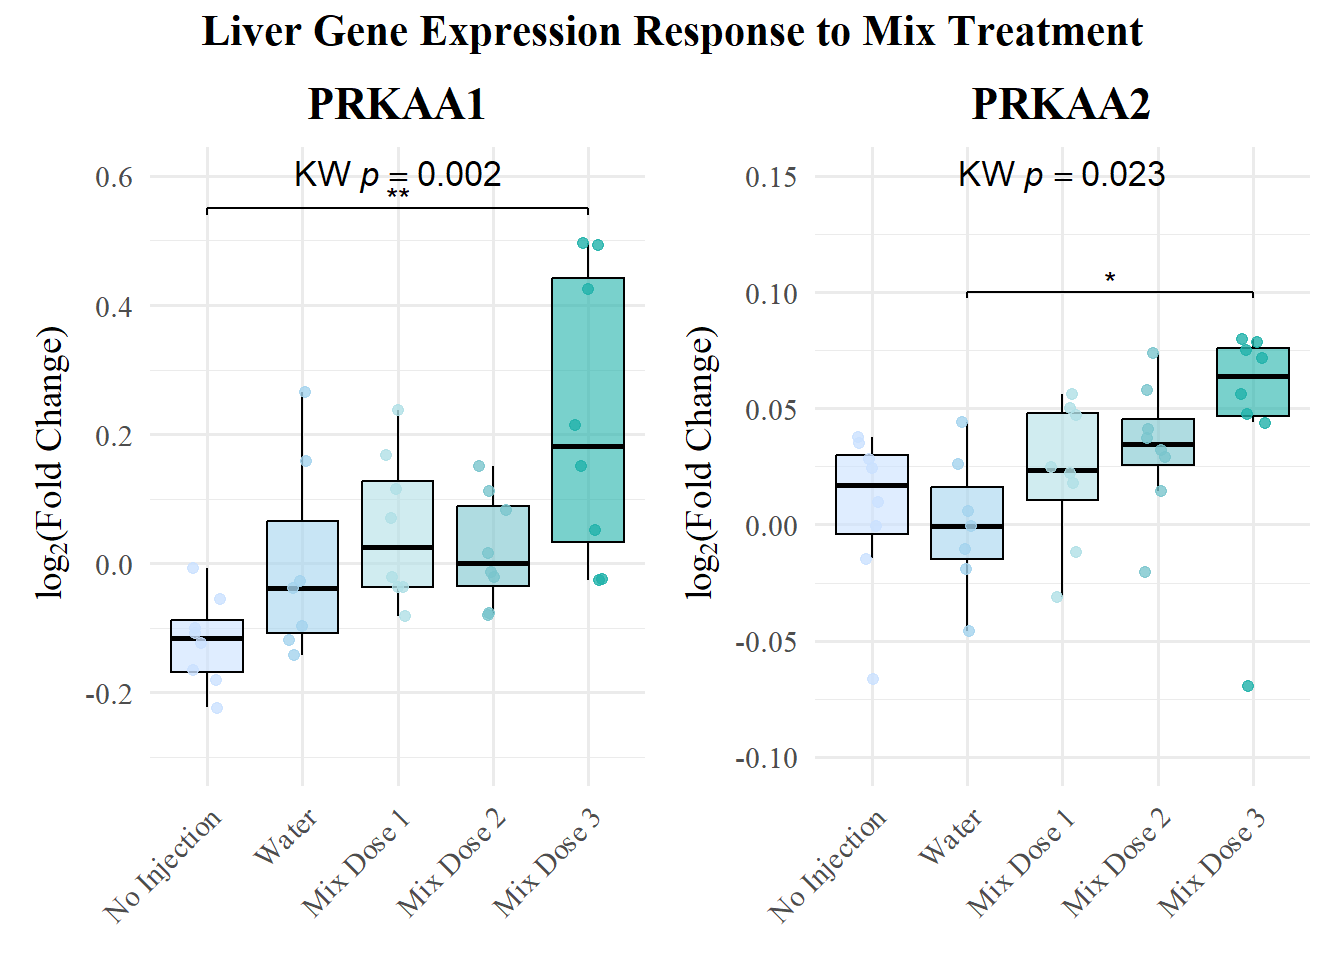 Liver Gene Expression Response to Mix Treatment
PRKAA1
KW p = 0.002
**
0.6
0.4
0.2
0.0
-0.2
log₂(Fold Change)
No Injection
Water
Mix Dose 1
Mix Dose 2
Mix Dose 3
PRKAA2
KW p = 0.023
*
0.15
0.10
0.05
0.00
-0.05
-0.10
log₂(Fold Change)
No Injection
Water
Mix Dose 1
Mix Dose 2
Mix Dose 3